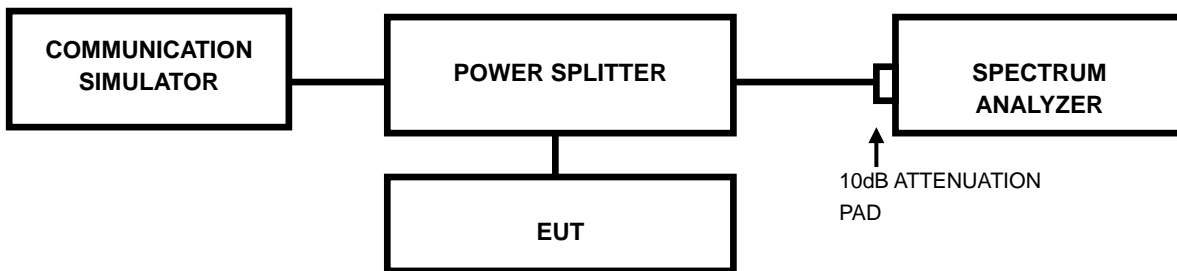 COMMUNICATION
SIMULATOR
POWER SPLITTER
SPECTRUM
ANALYZER
10dB ATTENUATION
PAD
EUT